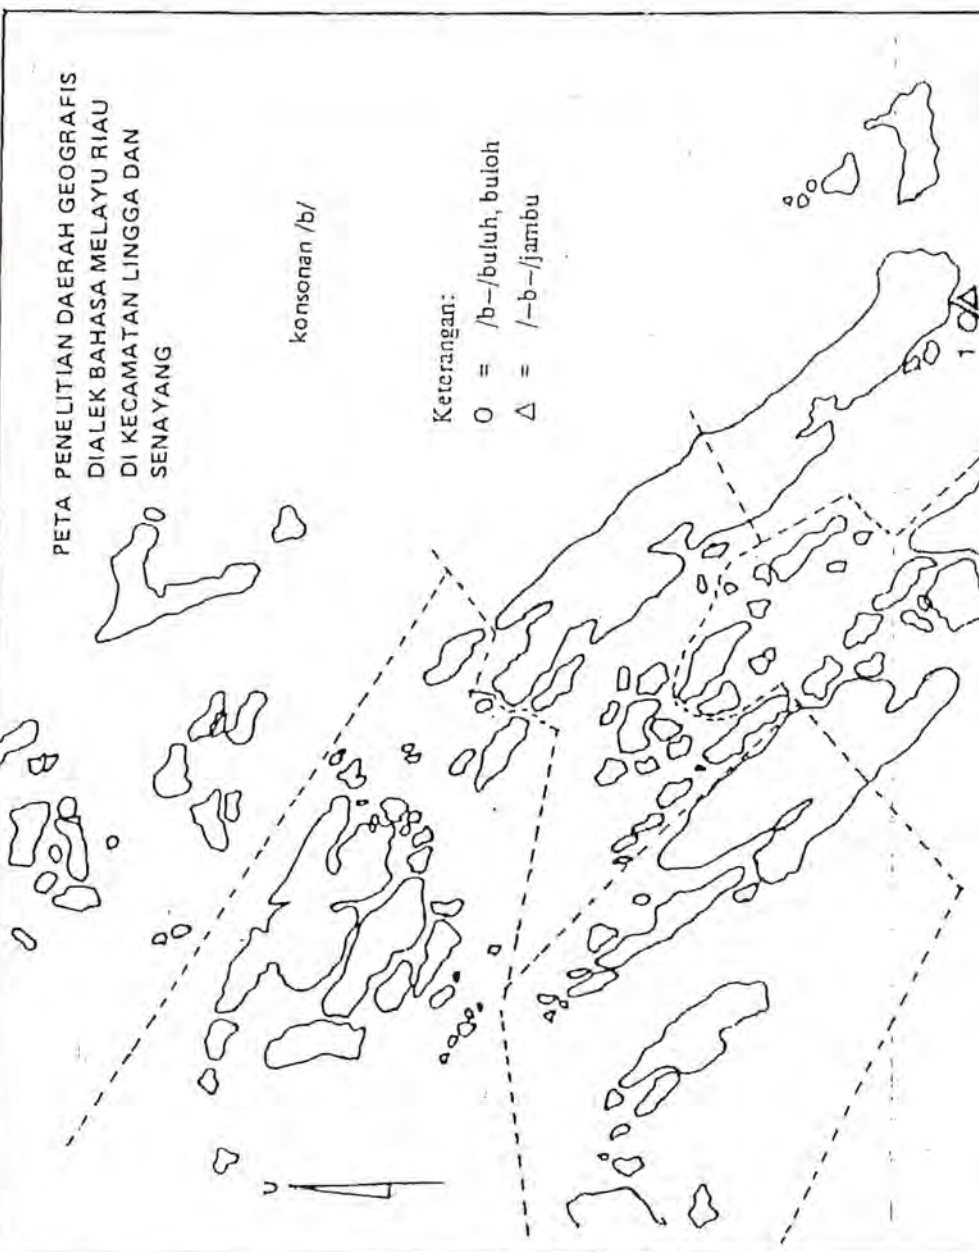 PETA PENELITIAN DAERAH GEOGRAFIS
DIALEK BAHASA MELAYU RIAU
DI KECAMATAN LINGGA DAN
SENAYANG
konsonan /b/
Keterangan:
O = /b–/buluh, buloh
Δ = /–b–/jambu
1 O Δ
U